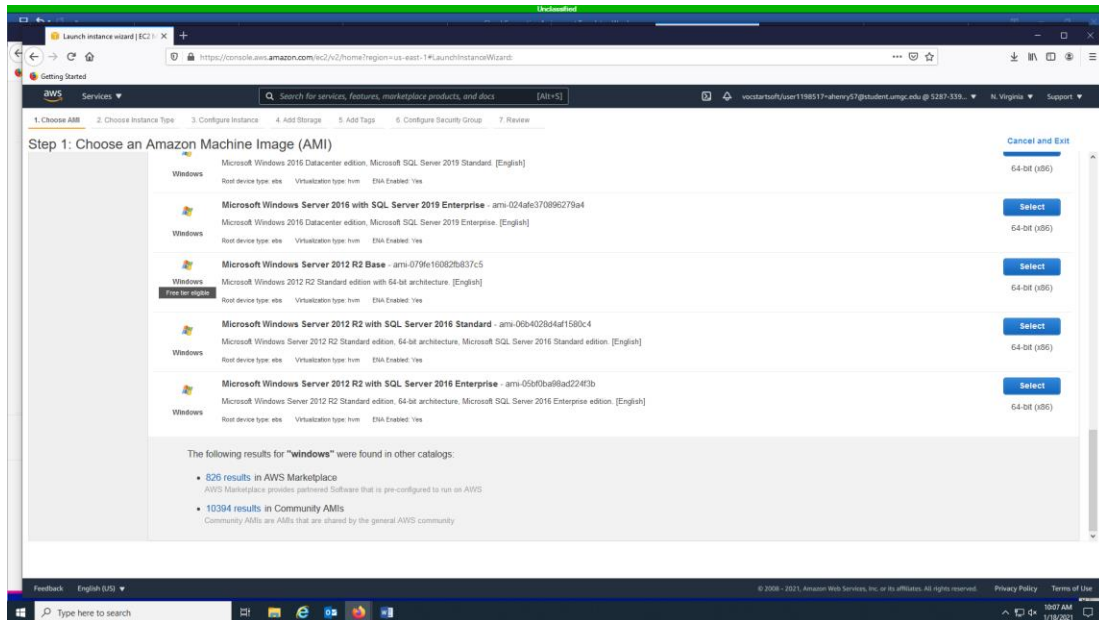 Unclassified
Launch instance wizard | EC2 M
https://console.aws.amazon.com/ec2/v2/home?region=us-east-1#LaunchInstanceWizard:
Getting Started
aws Services Search for services, features, marketplace products, and docs [Alt+S] vocstartsoft/user1198517=ahenry57@student.umgc.edu @ 5287-339... N. Virginia Support
1. Choose AMI 2. Choose Instance Type 3. Configure Instance 4. Add Storage 5. Add Tags 6. Configure Security Group 7. Review
Step 1: Choose an Amazon Machine Image (AMI) Cancel and Exit
Windows
Microsoft Windows 2016 Datacenter edition, Microsoft SQL Server 2019 Standard. [English]
Root device type: ebs Virtualization type: hvm ENA Enabled: Yes
64-bit (x86)
Microsoft Windows Server 2016 with SQL Server 2019 Enterprise - ami-024afe370896279a4
Select
Windows
Microsoft Windows 2016 Datacenter edition, Microsoft SQL Server 2019 Enterprise. [English]
Root device type: ebs Virtualization type: hvm ENA Enabled: Yes
64-bit (x86)
Microsoft Windows Server 2012 R2 Base - ami-079fe16082fb837c5
Select
Windows
Free tier eligible
Microsoft Windows 2012 R2 Standard edition with 64-bit architecture. [English]
Root device type: ebs Virtualization type: hvm ENA Enabled: Yes
64-bit (x86)
Microsoft Windows Server 2012 R2 with SQL Server 2016 Standard - ami-06b4028d4af1580c4
Select
Windows
Microsoft Windows Server 2012 R2 Standard edition, 64-bit architecture, Microsoft SQL Server 2016 Standard edition. [English]
Root device type: ebs Virtualization type: hvm ENA Enabled: Yes
64-bit (x86)
Microsoft Windows Server 2012 R2 with SQL Server 2016 Enterprise - ami-05bf0ba98ad224f3b
Select
Windows
Microsoft Windows Server 2012 R2 Standard edition, 64-bit architecture, Microsoft SQL Server 2016 Enterprise edition. [English]
Root device type: ebs Virtualization type: hvm ENA Enabled: Yes
64-bit (x86)
The following results for "windows" were found in other catalogs:
• 826 results in AWS Marketplace
AWS Marketplace provides partnered Software that is pre-configured to run on AWS
• 10394 results in Community AMIs
Community AMIs are AMIs that are shared by the general AWS community
Feedback English (US) © 2008 - 2021, Amazon Web Services, Inc. or its affiliates. All rights reserved. Privacy Policy Terms of Use
Type here to search
10:07 AM
1/18/2021